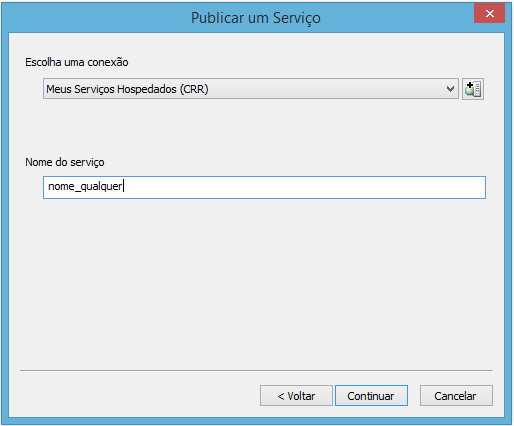 Publicar um Serviço
Escolha uma conexão
Meus Serviços Hospedados (CRR)
Nome do serviço
nome_qualquer
< Voltar
Continuar
Cancelar